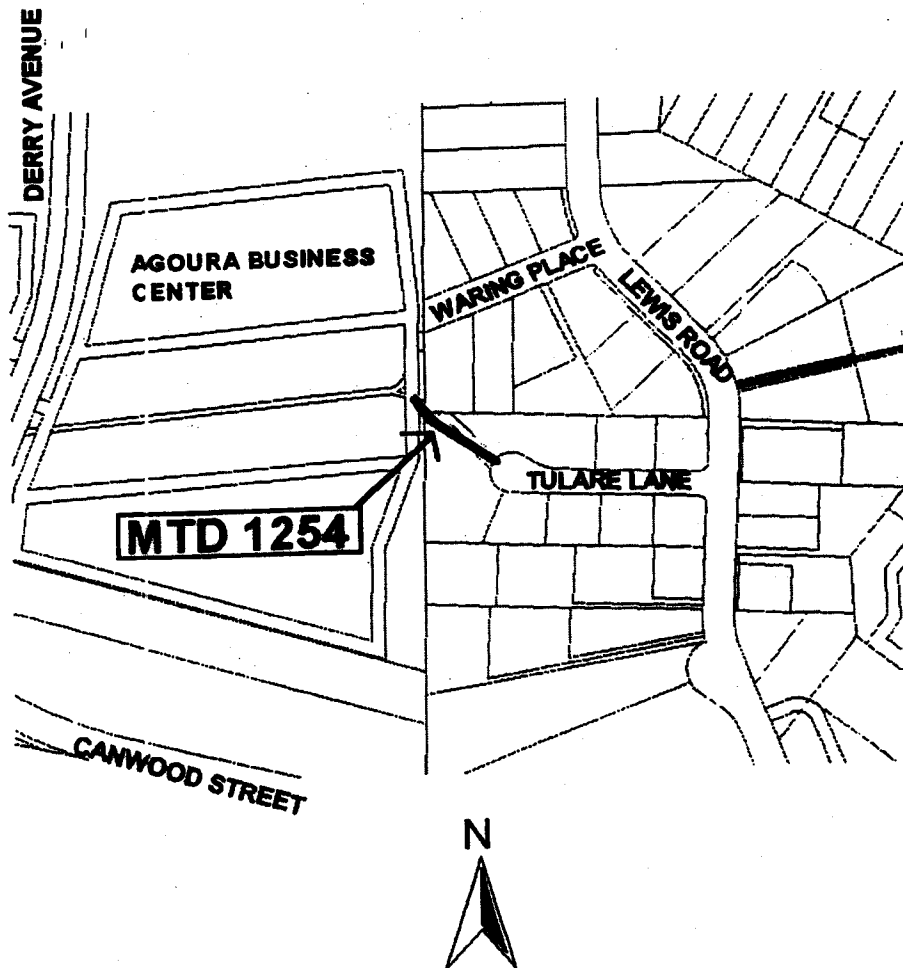 DERRY AVENUE
AGOURA BUSINESS
CENTER
WARING PLACE
LEWIS ROAD
TULARE LANE
MTD 1254
CANWOOD STREET
N